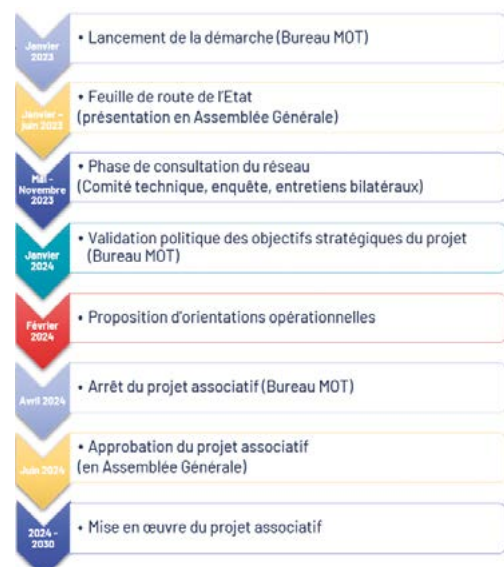 Janvier
2023
• Lancement de la démarche (Bureau MOT)
Janvier –
juin 2023
• Feuille de route de l'Etat
(présentation en Assemblée Générale)
Mai -
Novembre
2023
• Phase de consultation du réseau
(Comité technique, enquête, entretiens bilatéraux)
Janvier
2024
• Validation politique des objectifs stratégiques du projet
(Bureau MOT)
Février
2024
• Proposition d'orientations opérationnelles
Avril 2024
• Arrêt du projet associatif (Bureau MOT)
Juin 2024
• Approbation du projet associatif
(en Assemblée Générale)
2024 -
2030
• Mise en œuvre du projet associatif